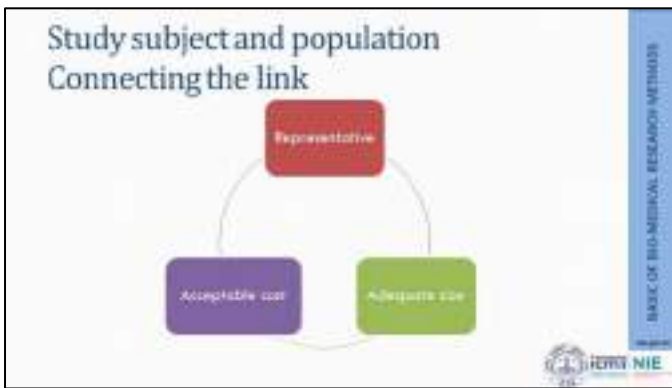 Study subject and population
Connecting the link
Representative
Acceptable cost
Adequate size
BASIC OF BIO-MEDICAL RESEARCH METHODS
icmr NIE